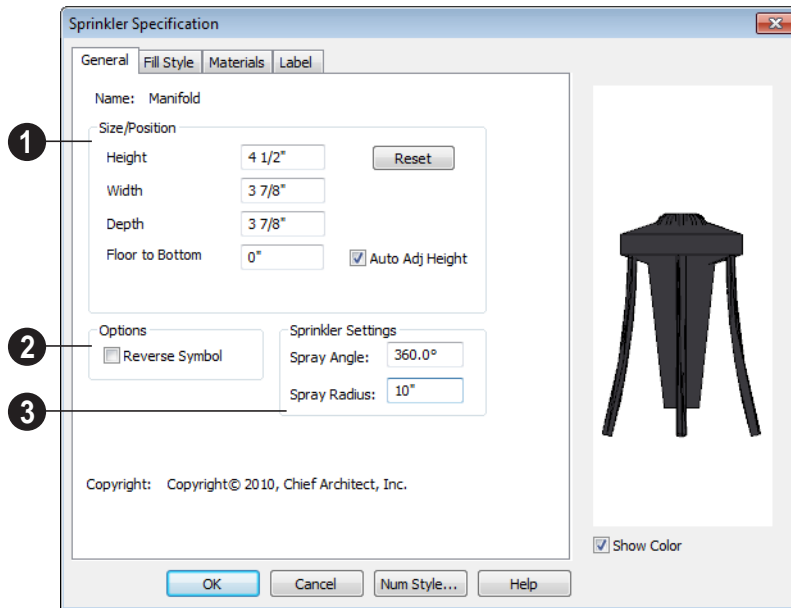 Sprinkler Specification
General Fill Style Materials Label
Name: Manifold
1
Size/Position
Height 4 1/2" Reset
Width 3 7/8"
Depth 3 7/8"
Floor to Bottom 0" Auto Adj Height
2
Options
Reverse Symbol
3
Sprinkler Settings
Spray Angle: 360.0°
Spray Radius: 10"
Copyright: Copyright© 2010, Chief Architect, Inc.
Show Color
OK Cancel Num Style... Help